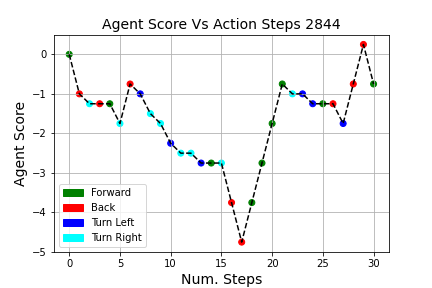 Agent Score Vs Action Steps 2844
Agent Score
0
−1
−2
−3
−4
−5
Forward
Back
Turn Left
Turn Right
0 5 10 15 20 25 30
Num. Steps